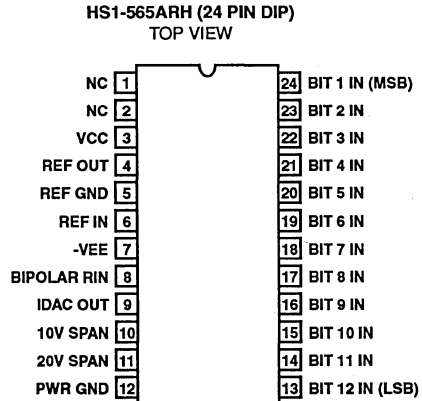 HS1-565ARH (24 PIN DIP)
TOP VIEW
NC 1 24 BIT 1 IN (MSB)
NC 2 23 BIT 2 IN
VCC 3 22 BIT 3 IN
REF OUT 4 21 BIT 4 IN
REF GND 5 20 BIT 5 IN
REF IN 6 19 BIT 6 IN
-VEE 7 18 BIT 7 IN
BIPOLAR RIN 8 17 BIT 8 IN
IDAC OUT 9 16 BIT 9 IN
10V SPAN 10 15 BIT 10 IN
20V SPAN 11 14 BIT 11 IN
PWR GND 12 13 BIT 12 IN (LSB)